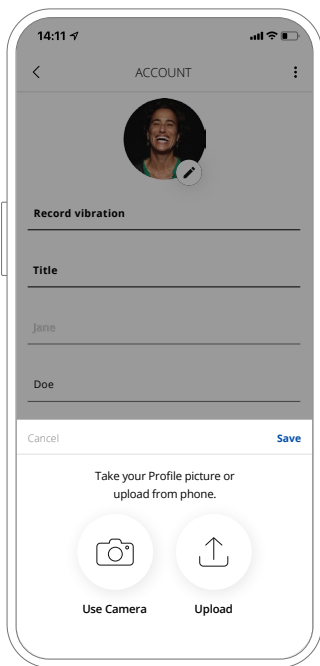 14:11
ACCOUNT
Record vibration
Title
Jane
Doe
Cancel Save
Take your Profile picture or
upload from phone.
Use Camera Upload